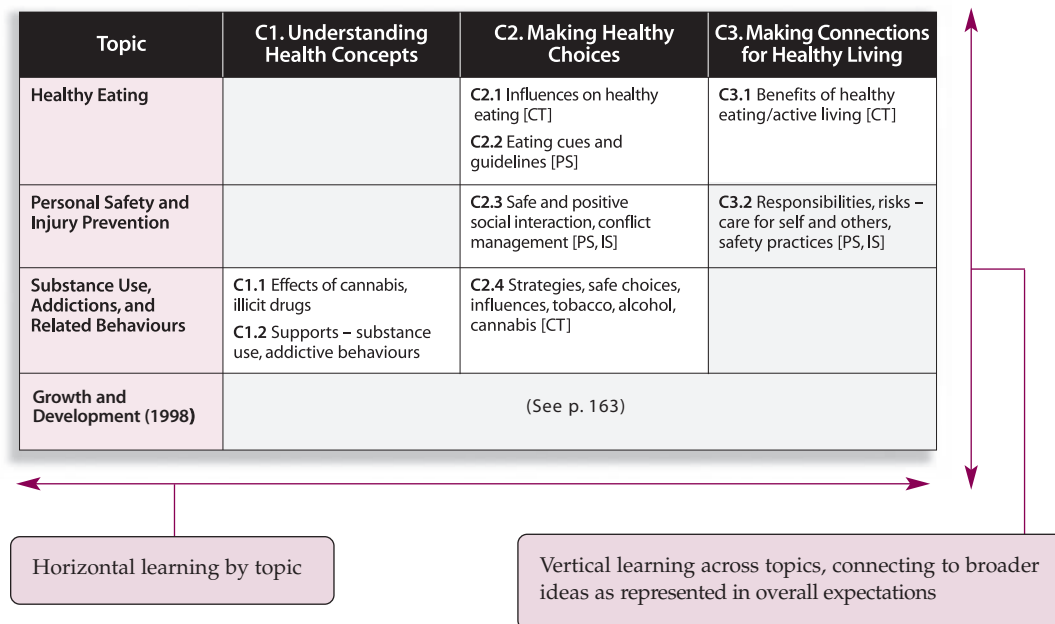 Topic
C1. Understanding
Health Concepts
C2. Making Healthy
Choices
C3. Making Connections
for Healthy Living
Healthy Eating
C2.1 Influences on healthy
eating [CT]
C2.2 Eating cues and
guidelines [PS]
C3.1 Benefits of healthy
eating/active living [CT]
Personal Safety and
Injury Prevention
C2.3 Safe and positive
social interaction, conflict
management [PS, IS]
C3.2 Responsibilities, risks –
care for self and others,
safety practices [PS, IS]
Substance Use,
Addictions, and
Related Behaviours
C1.1 Effects of cannabis,
illicit drugs
C1.2 Supports – substance
use, addictive behaviours
C2.4 Strategies, safe choices,
influences, tobacco, alcohol,
cannabis [CT]
Growth and
Development (1998)
(See p. 163)
Horizontal learning by topic
Vertical learning across topics, connecting to broader
ideas as represented in overall expectations